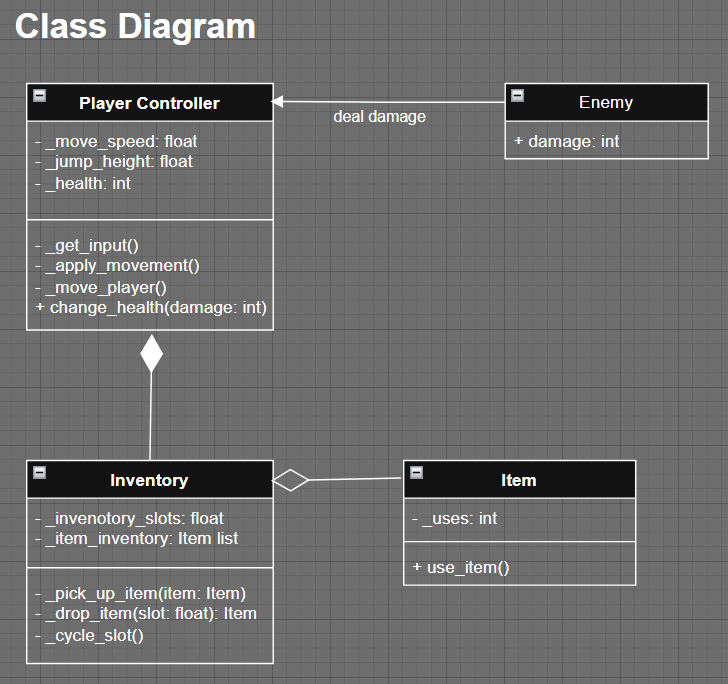 Class Diagram
Player Controller
- _move_speed: float
- _jump_height: float
- _health: int
- _get_input()
- _apply_movement()
- _move_player()
+ change_health(damage: int)
deal damage
Enemy
+ damage: int
Inventory
- _invenotory_slots: float
- _item_inventory: Item list
- _pick_up_item(item: Item)
- _drop_item(slot: float): Item
- _cycle_slot()
Item
- _uses: int
+ use_item()